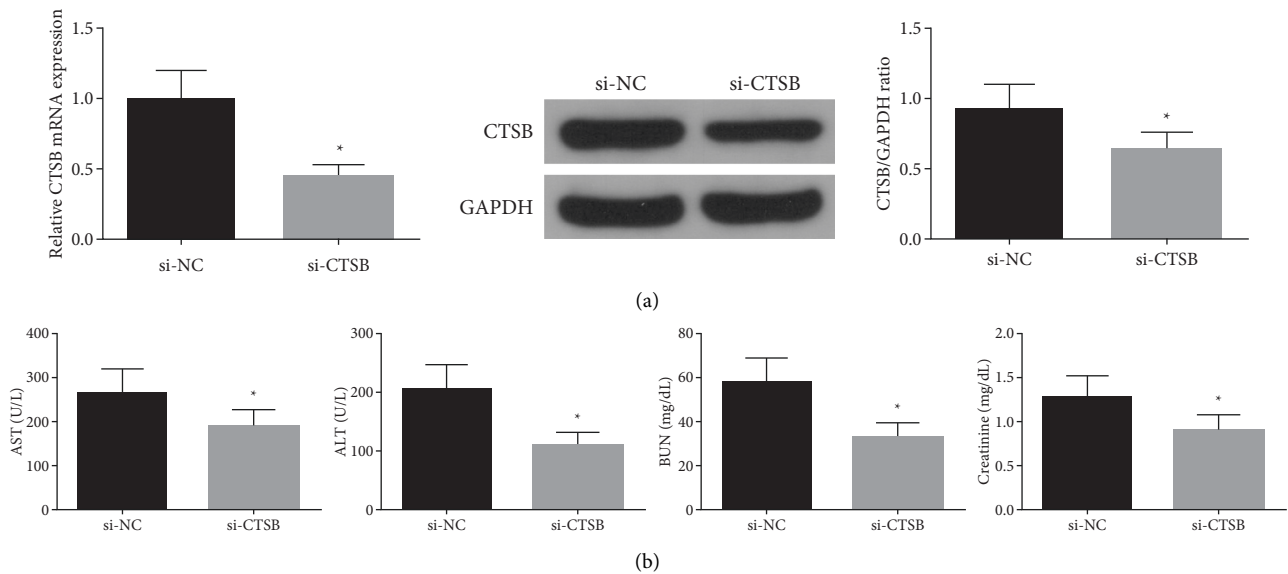 Relative CTSB mRNA expression
1.5
1.0
0.5
0.0
*
si-NC
si-CTSB
si-NC
si-CTSB
CTSB
GAPDH
CTSB/GAPDH ratio
1.5
1.0
0.5
0.0
*
si-NC
si-CTSB
(a)
AST (U/L)
400
300
200
100
0
*
si-NC
si-CTSB
ALT (U/L)
300
200
100
0
*
si-NC
si-CTSB
BUN (mg/dL)
80
60
40
20
0
*
si-NC
si-CTSB
Creatinine (mg/dL)
2.0
1.5
1.0
0.5
0.0
*
si-NC
si-CTSB
(b)